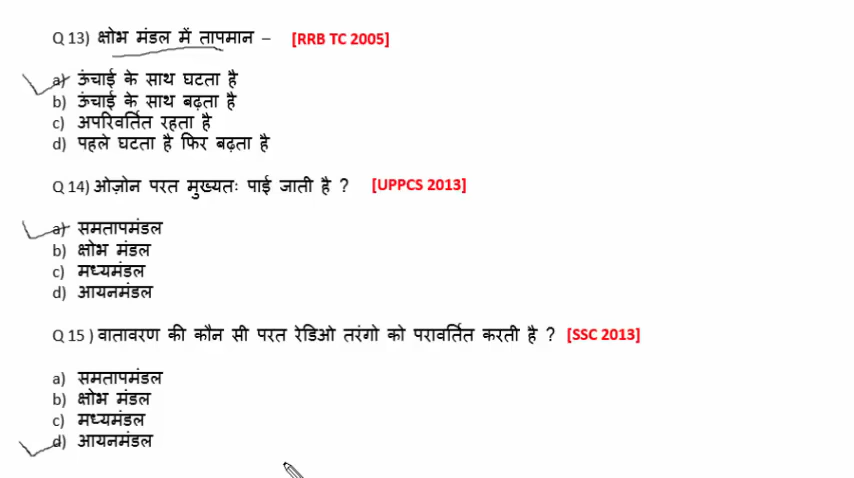 Q 13) क्षोभ मंडल में तापमान – [RRB TC 2005]
a) ऊंचाई के साथ घटता है
b) ऊंचाई के साथ बढ़ता है
c) अपरिवर्तित रहता है
d) पहले घटता है फिर बढ़ता है
Q 14) ओज़ोन परत मुख्यतः पाई जाती है ? [UPPCS 2013]
a) समतापमंडल
b) क्षोभ मंडल
c) मध्यमंडल
d) आयनमंडल
Q 15 ) वातावरण की कौन सी परत रेडिओ तरंगो को परावर्तित करती है ? [SSC 2013]
a) समतापमंडल
b) क्षोभ मंडल
c) मध्यमंडल
d) आयनमंडल